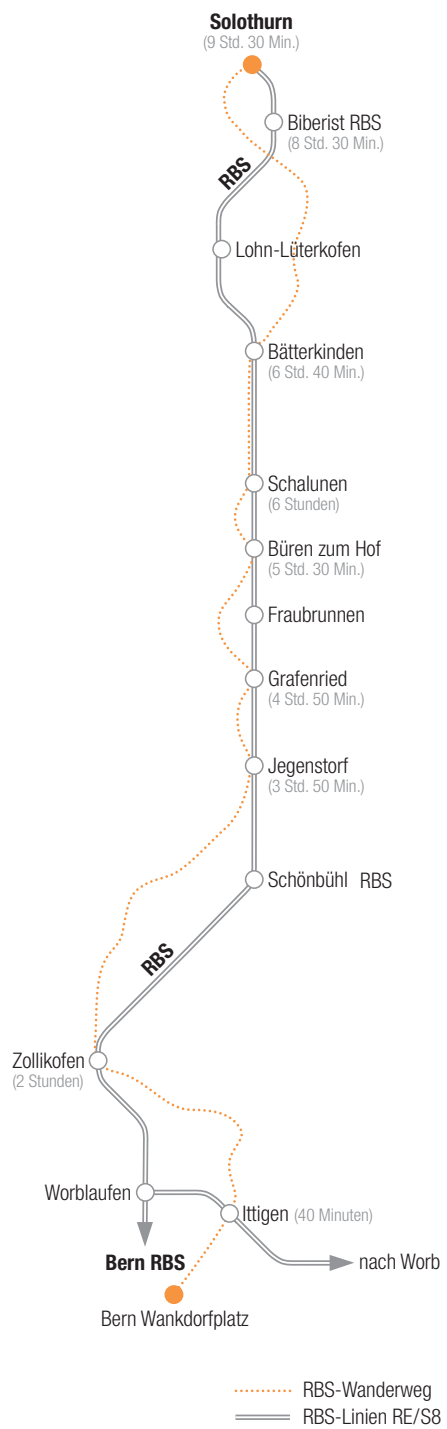 Solothurn
(9 Std. 30 Min.)
Biberist RBS
(8 Std. 30 Min.)
RBS
Lohn-Lüterkofen
Bätterkinden
(6 Std. 40 Min.)
Schalunen
(6 Stunden)
Büren zum Hof
(5 Std. 30 Min.)
Fraubrunnen
Grafenried
(4 Std. 50 Min.)
Jegenstorf
(3 Std. 50 Min.)
Schönbühl RBS
RBS
Zollikofen
(2 Stunden)
Worblaufen
Ittigen (40 Minuten)
Bern RBS
nach Worb
Bern Wankdorfplatz
RBS-Wanderweg
RBS-Linien RE/S8